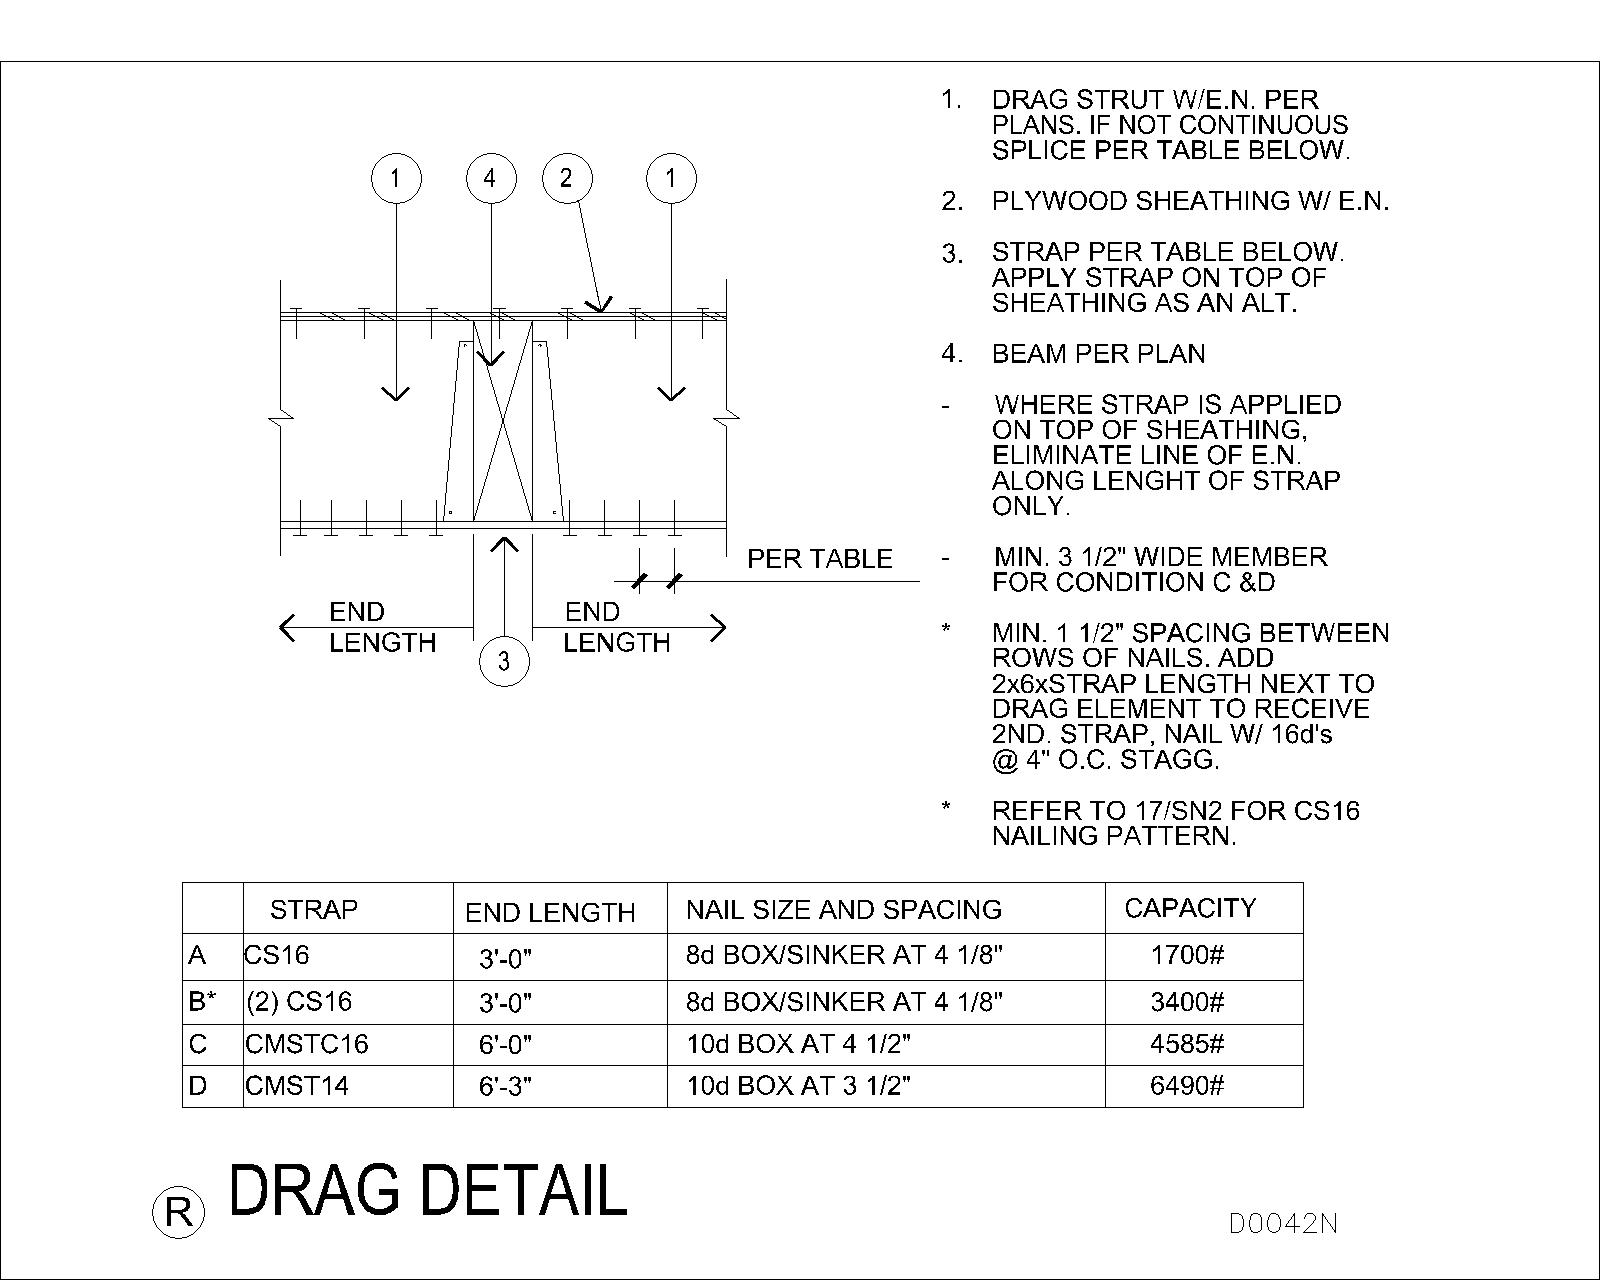 1. DRAG STRUT W/E.N. PER
PLANS. IF NOT CONTINUOUS
SPLICE PER TABLE BELOW.
2. PLYWOOD SHEATHING W/ E.N.
3. STRAP PER TABLE BELOW.
APPLY STRAP ON TOP OF
SHEATHING AS AN ALT.
4. BEAM PER PLAN
- WHERE STRAP IS APPLIED
ON TOP OF SHEATHING,
ELIMINATE LINE OF E.N.
ALONG LENGHT OF STRAP
ONLY.
- MIN. 3 1/2" WIDE MEMBER
FOR CONDITION C &D
* MIN. 1 1/2" SPACING BETWEEN
ROWS OF NAILS. ADD
2x6xSTRAP LENGTH NEXT TO
DRAG ELEMENT TO RECEIVE
2ND. STRAP, NAIL W/ 16d's
@ 4" O.C. STAGG.
* REFER TO 17/SN2 FOR CS16
NAILING PATTERN.
1 4 2 1
PER TABLE
END LENGTH
END LENGTH
3
STRAP END LENGTH NAIL SIZE AND SPACING CAPACITY
A CS16 3'-0" 8d BOX/SINKER AT 4 1/8" 1700#
B* (2) CS16 3'-0" 8d BOX/SINKER AT 4 1/8" 3400#
C CMSTC16 6'-0" 10d BOX AT 4 1/2" 4585#
D CMST14 6'-3" 10d BOX AT 3 1/2" 6490#
R DRAG DETAIL
D0042N